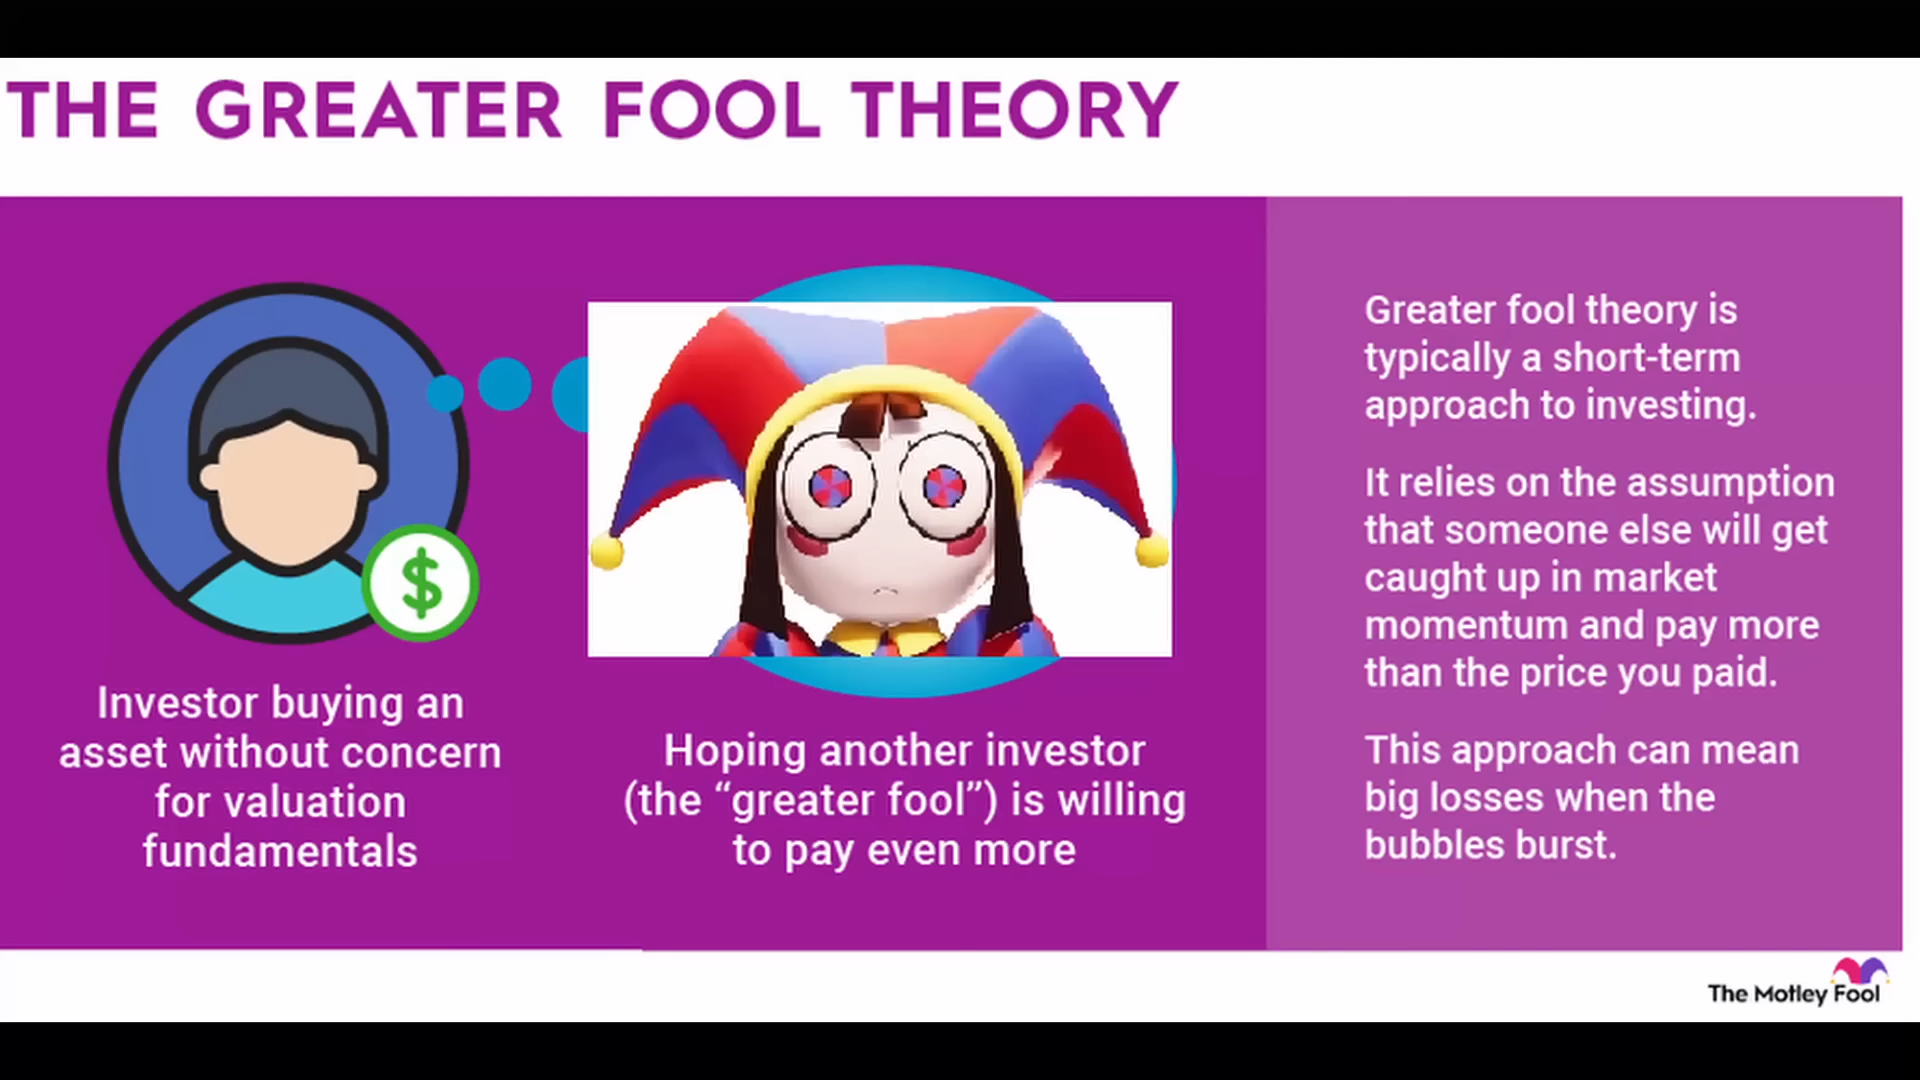 THE GREATER FOOL THEORY
$
Investor buying an
asset without concern
for valuation
fundamentals
Hoping another investor
(the “greater fool”) is willing
to pay even more
Greater fool theory is
typically a short-term
approach to investing.
It relies on the assumption
that someone else will get
caught up in market
momentum and pay more
than the price you paid.
This approach can mean
big losses when the
bubbles burst.
The Motley Fool